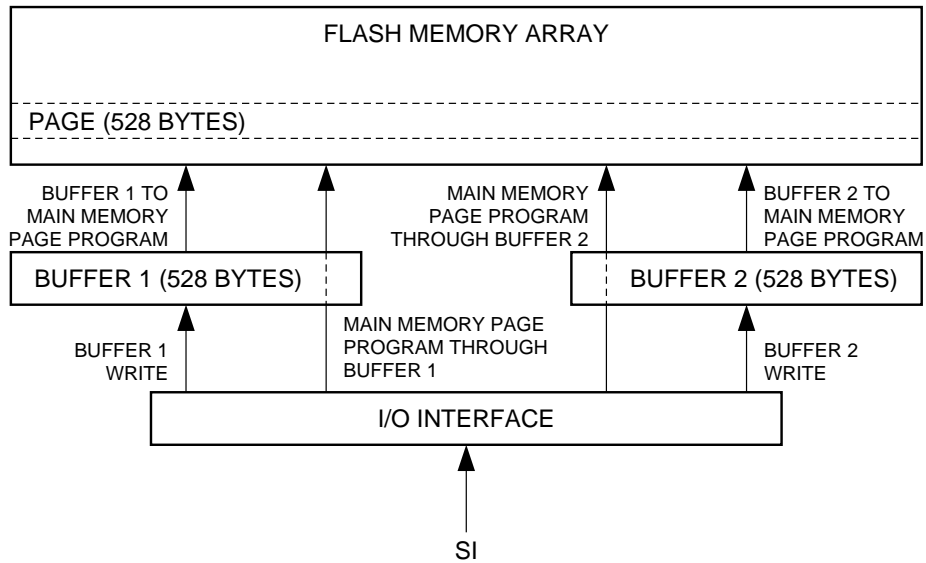 FLASH MEMORY ARRAY
PAGE (528 BYTES)
BUFFER 1 TO
MAIN MEMORY
PAGE PROGRAM
MAIN MEMORY
PAGE PROGRAM
THROUGH BUFFER 2
BUFFER 2 TO
MAIN MEMORY
PAGE PROGRAM
BUFFER 1 (528 BYTES)
BUFFER 2 (528 BYTES)
BUFFER 1
WRITE
MAIN MEMORY PAGE
PROGRAM THROUGH
BUFFER 1
BUFFER 2
WRITE
I/O INTERFACE
SI